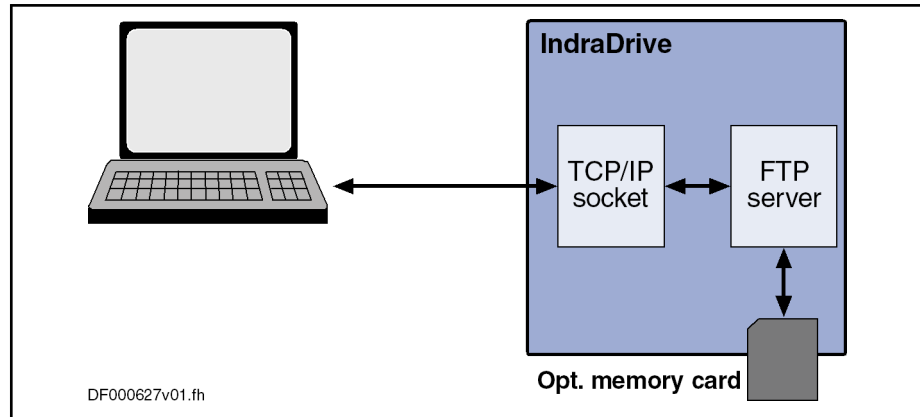 IndraDrive
TCP/IP
socket
FTP
server
Opt. memory card
DF000627v01.fh